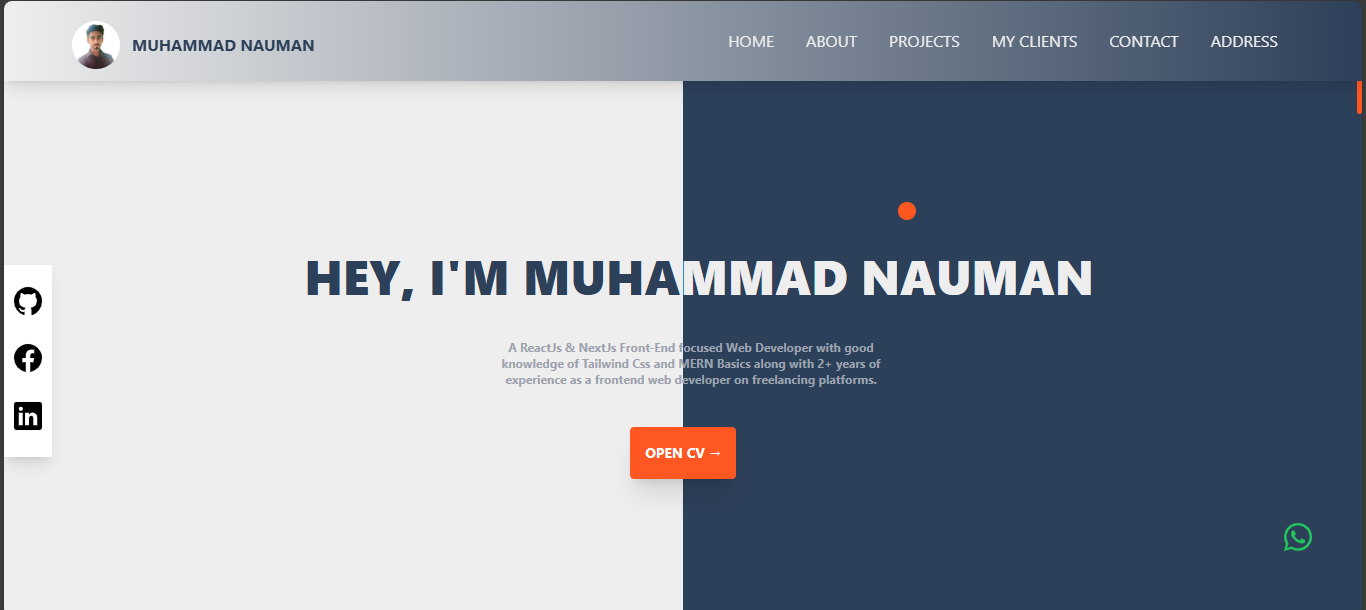 MUHAMMAD NAUMAN
HOME ABOUT PROJECTS MY CLIENTS CONTACT ADDRESS
HEY, I'M MUHAMMAD NAUMAN
A ReactJs & NextJs Front-End focused Web Developer with good
knowledge of Tailwind Css and MERN Basics along with 2+ years of
experience as a frontend web developer on freelancing platforms.
OPEN CV →
in